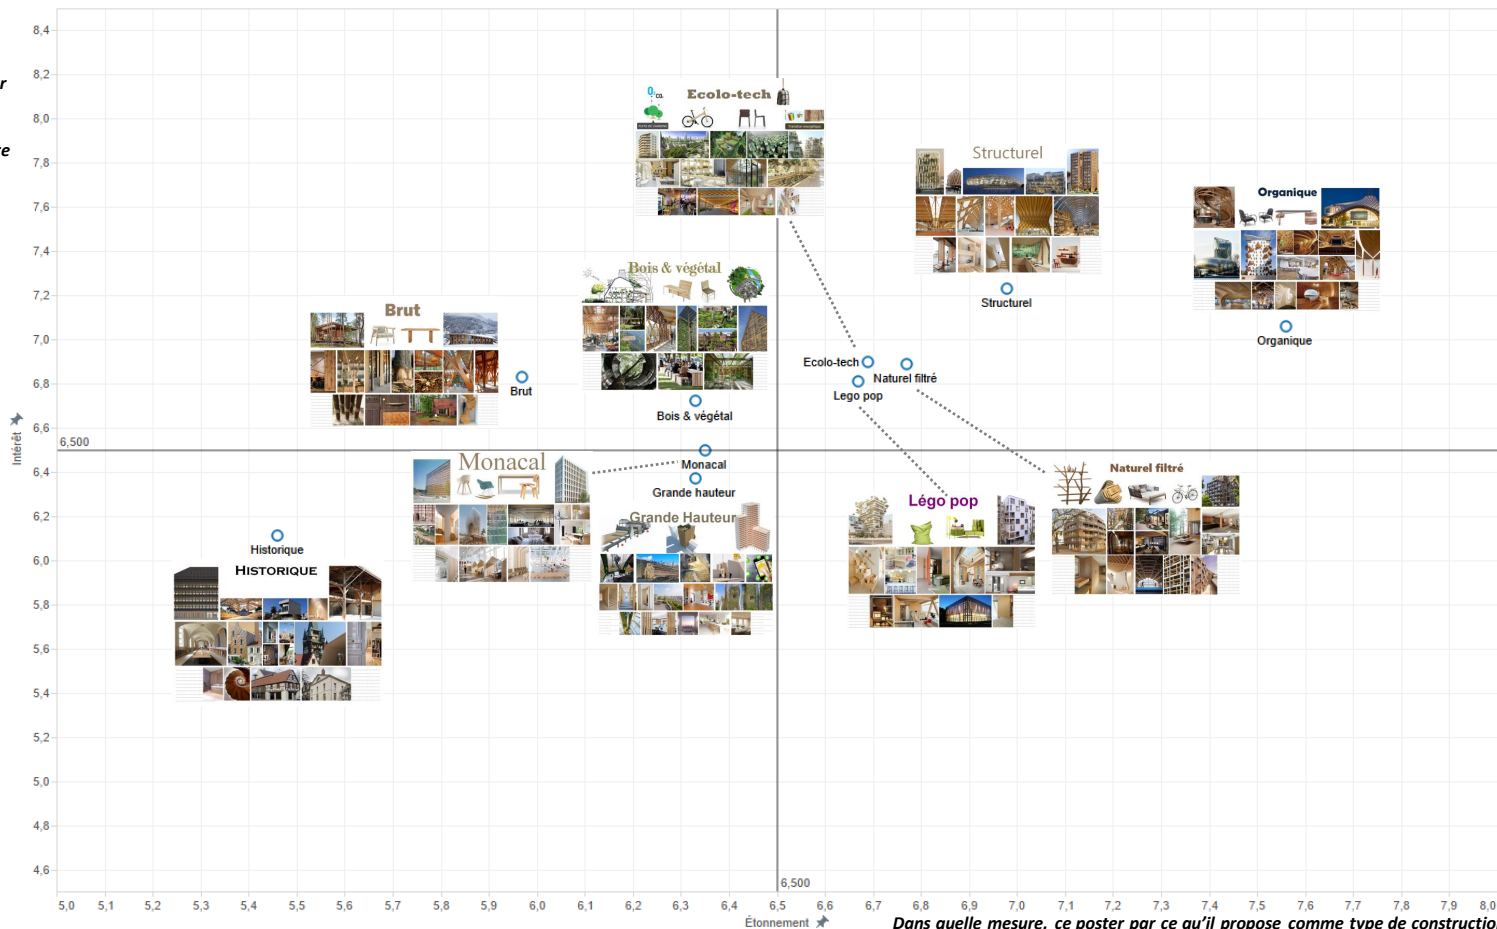 8,4
r
8,2
Ecolo-tech
8,0
re
Structurel
7,8
7,6
Organique
7,4
Bois & végétal
7,2
Structurel
Brut
7,0
Organique
Ecolo-tech
Naturel filtré
6,8
Brut
Lego pop
Bois & végétal
6,6
Intérêt
6,500
6,4
Monacal
Monacal
Naturel filtré
Grande hauteur
Légo pop
6,2
Grande Hauteur
Historique
6,0
HISTORIQUE
5,8
5,6
5,4
5,2
5,0
4,8
4,6
6,500
5,0 5,1 5,2 5,3 5,4 5,5 5,6 5,7 5,8 5,9 6,0 6,1 6,2 6,3 6,4 6,5 6,6 6,7 6,8 6,9 7,0 7,1 7,2 7,3 7,4 7,5 7,6 7,7 7,8 7,9 8,0
Étonnement
Dans quelle mesure, ce poster par ce qu'il propose comme type de construction